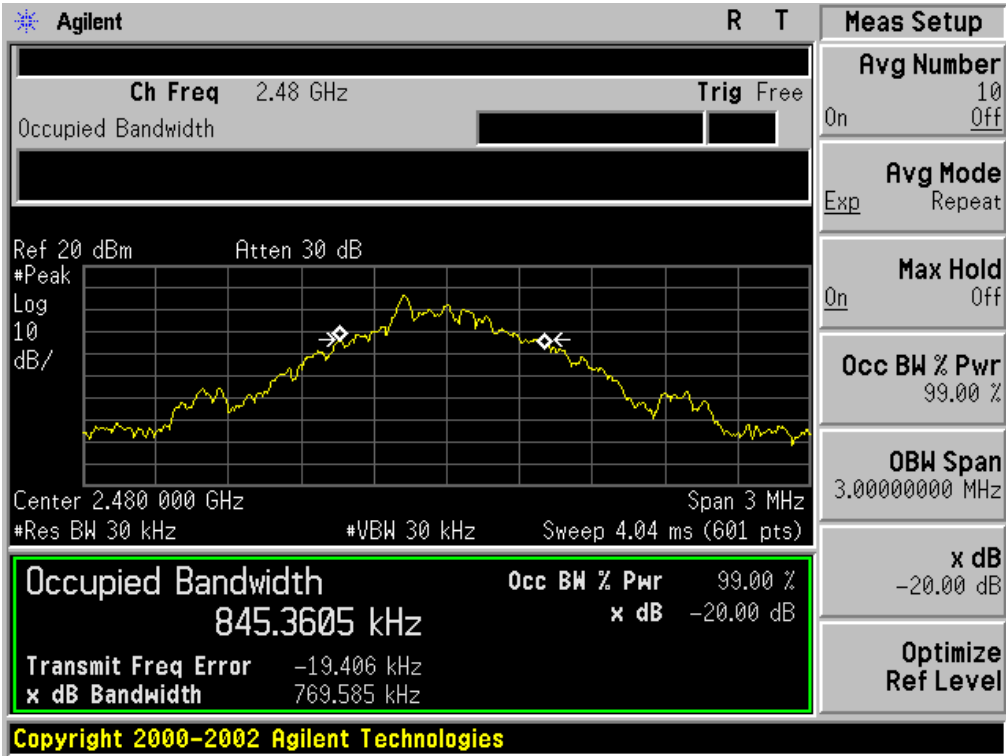 Agilent
R T
Meas Setup
Ch Freq 2.48 GHz
Trig Free
Occupied Bandwidth
Ref 20 dBm
Atten 30 dB
#Peak
Log
10
dB/
Center 2.480 000 GHz
Span 3 MHz
#Res BW 30 kHz
#VBW 30 kHz
Sweep 4.04 ms (601 pts)
Occupied Bandwidth
845.3605 kHz
Occ BW % Pwr 99.00 %
x dB -20.00 dB
Transmit Freq Error -19.406 kHz
x dB Bandwidth 769.585 kHz
Avg Number
10
On Off
Avg Mode
Exp Repeat
Max Hold
On Off
Occ BW % Pwr
99.00 %
OBW Span
3.00000000 MHz
x dB
-20.00 dB
Optimize
Ref Level
Copyright 2000-2002 Agilent Technologies